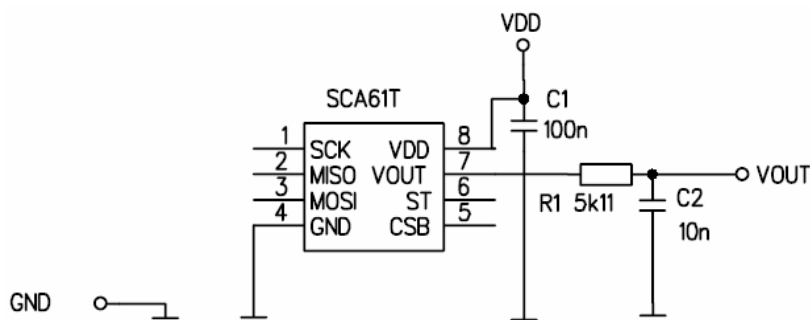 VDD
SCA61T
C1
100n
1 SCK VDD 8
2 MISO VOUT 7
3 MOSI ST 6
4 GND CSB 5
R1 5k11
C2
10n
VOUT
GND